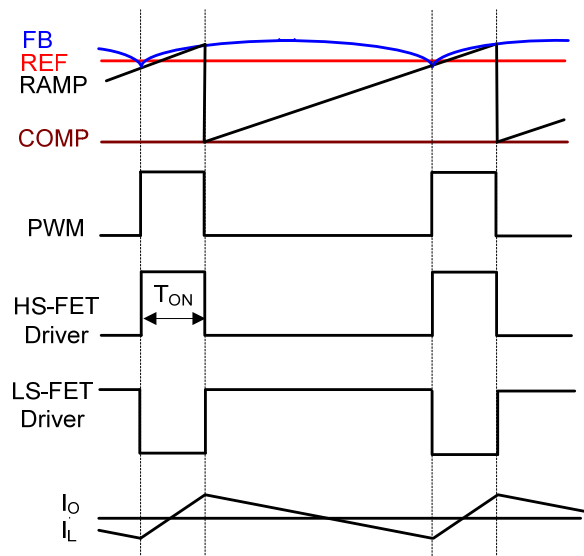 FB
REF
RAMP
COMP
PWM
HS-FET
Driver
TON
LS-FET
Driver
IO
IL